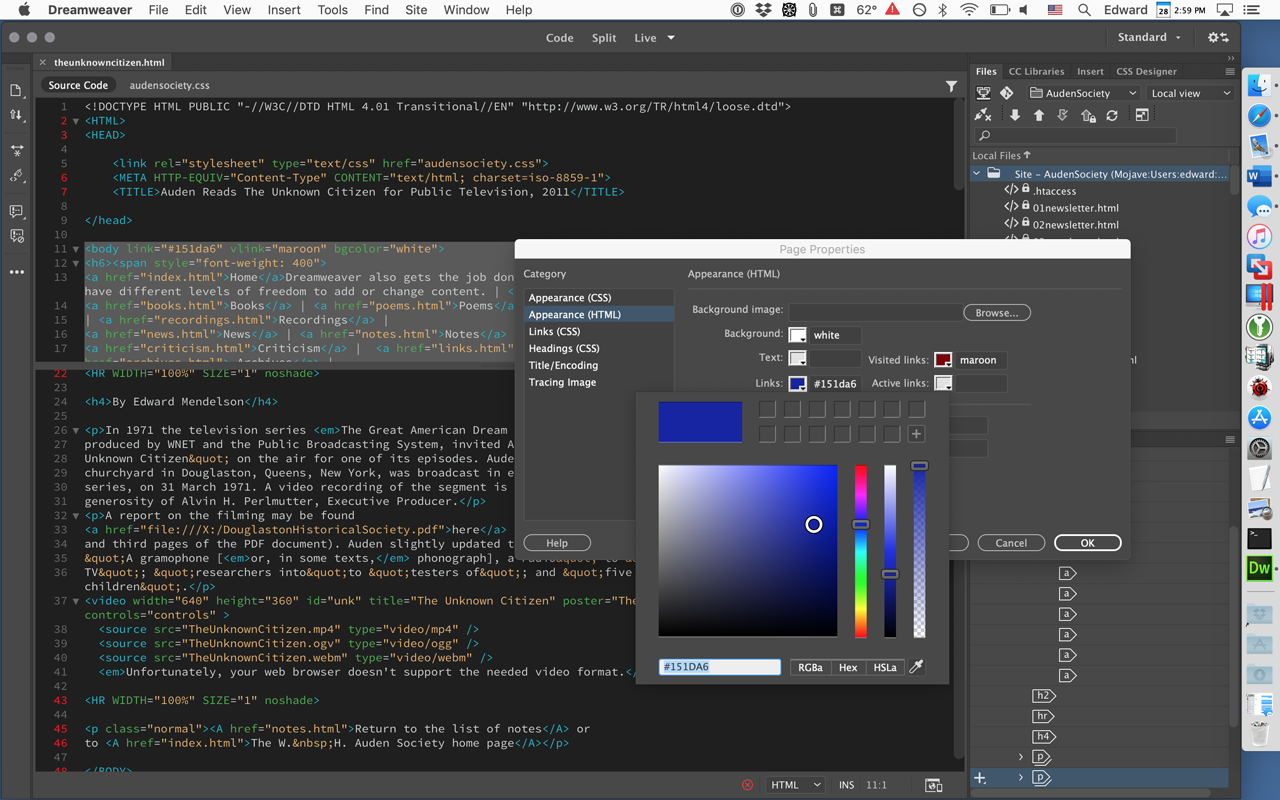 Dreamweaver File Edit View Insert Tools Find Site Window Help 62° Edward 28 2:59 PM
Code Split Live Standard
theunknowncitizen.html
Source Code audensociety.css
1 <!DOCTYPE HTML PUBLIC "-//W3C//DTD HTML 4.01 Transitional//EN" "http://www.w3.org/TR/html4/loose.dtd">
2 <HTML>
3 <HEAD>
4
5 <link rel="stylesheet" type="text/css" href="audensociety.css">
6 <META HTTP-EQUIV="Content-Type" CONTENT="text/html; charset=iso-8859-1">
7 <TITLE>Auden Reads The Unknown Citizen for Public Television, 2011</TITLE>
8
9 </head>
10
11 <body link="#151da6" vlink="maroon" bgcolor="white">
12 <h6><span style="font-weight: 400">
13 <a href="index.html">Home</a>Dreamweaver also gets the job don
have different levels of freedom to add or change content. | <
14 <a href="books.html">Books</a> | <a href="poems.html">Poems</a>
15 | <a href="recordings.html">Recordings</a> |
16 <a href="news.html">News</a> | <a href="notes.html">Notes</a>
17 <a href="criticism.html">Criticism</a> | <a href="links.html"
22 <HR WIDTH="100%" SIZE="1" noshade>
23
24 <h4>By Edward Mendelson</h4>
25
26 <p>In 1971 the television series <em>The Great American Dream
27 produced by WNET and the Public Broadcasting System, invited A
28 Unknown Citizen&quot; on the air for one of its episodes. Aude
29 churchyard in Douglaston, Queens, New York, was broadcast in e
30 series, on 31 March 1971. A video recording of the segment is
31 generosity of Alvin H. Perlmutter, Executive Producer.</p>
32 <p>A report on the filming may be found
33 <a href="file:///X:/DouglastonHistoricalSociety.pdf">here</a>
34 and third pages of the PDF document). Auden slightly updated t
35 &quot;A gramophone [<em>or, in some texts,</em> phonograph], a
36 TV&quot;; &quot;researchers into&quot;to &quot;testers of&quot;; and &quot;five
children&quot;.</p>
37 <video width="640" height="360" id="unk" title="The Unknown Citizen" poster="The
controls="controls" >
38 <source src="TheUnknownCitizen.mp4" type="video/mp4" />
39 <source src="TheUnknownCitizen.ogv" type="video/ogg" />
40 <source src="TheUnknownCitizen.webm" type="video/webm" />
41 <em>Unfortunately, your web browser doesn't support the needed video format.</
42
43 <HR WIDTH="100%" SIZE="1" noshade>
44
45 <p class="normal"><A HREF="notes.html">Return to the list of notes</A> or
46 to <A HREF="index.html">The W.&nbsp;H. Auden Society home page</A></p>
47
48 </BODY>
HTML INS 11:1
Page Properties
Category
Appearance (CSS)
Appearance (HTML)
Links (CSS)
Headings (CSS)
Title/Encoding
Tracing Image
Appearance (HTML)
Background image: Browse...
Background: white
Text: Visited links: maroon
Links: #151da6 Active links:
Help Cancel OK
#151DA6 RGBa Hex HSLa
Files CC Libraries Insert CSS Designer
AudenSociety Local view
Local Files
Site – AudenSociety (Mojave:Users:edward:...
.htaccess
01newsletter.html
02newsletter.html
a
a
a
a
a
a
h2
hr
h4
p
p
Dw